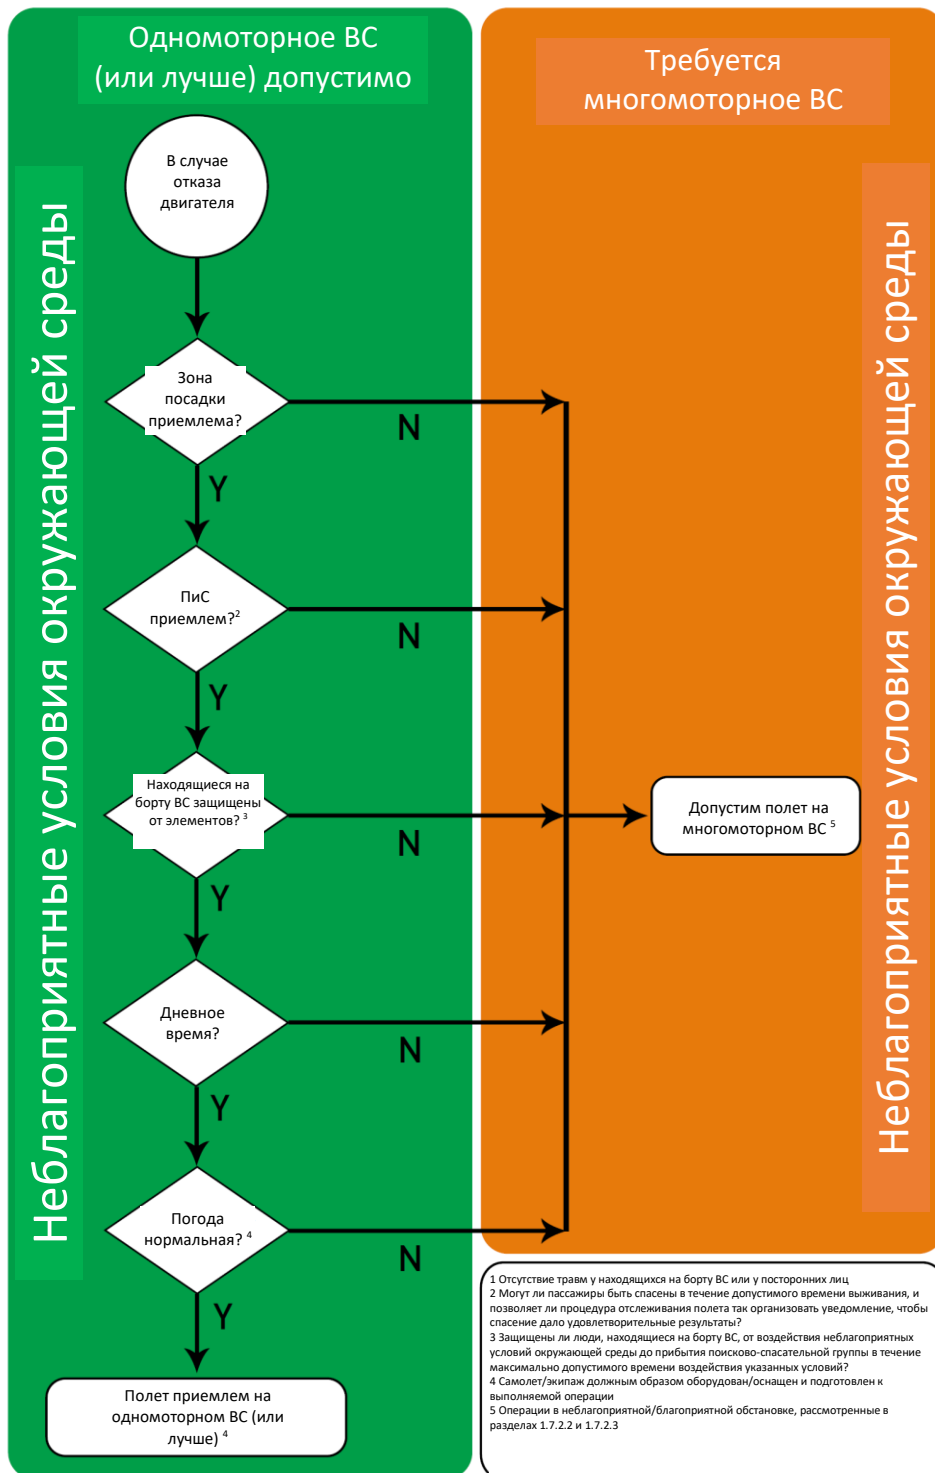 Одномоторное ВС
(или лучше) допустимо
Требуется
многомоторное ВС
Неблагоприятные условия окружающей среды
Неблагоприятные условия окружающей среды
В случае
отказа
двигателя
Зона
посадки
приемлема?
N
Y
ПиС
приемлем?2
N
Y
Находящиеся на
борту ВС защищены
от элементов? 3
N
Допустим полет на
многомоторном ВС 5
Y
Дневное
время?
N
Y
Погода
нормальная? 4
N
Y
Полет приемлем на
одномоторном ВС (или
лучше) 4
1 Отсутствие травм у находящихся на борту ВС или у посторонних лиц
2 Могут ли пассажиры быть спасены в течение допустимого времени выживания, и
позволяет ли процедура отслеживания полета так организовать уведомление, чтобы
спасение дало удовлетворительные результаты?
3 Защищены ли люди, находящиеся на борту ВС, от воздействия неблагоприятных
условий окружающей среды до прибытия поисково-спасательной группы в течение
максимально допустимого времени воздействия указанных условий?
4 Самолет/экипаж должным образом оборудован/оснащен и подготовлен к
выполняемой операции
5 Операции в неблагоприятной/благоприятной обстановке, рассмотренные в
разделах 1.7.2.2 и 1.7.2.3